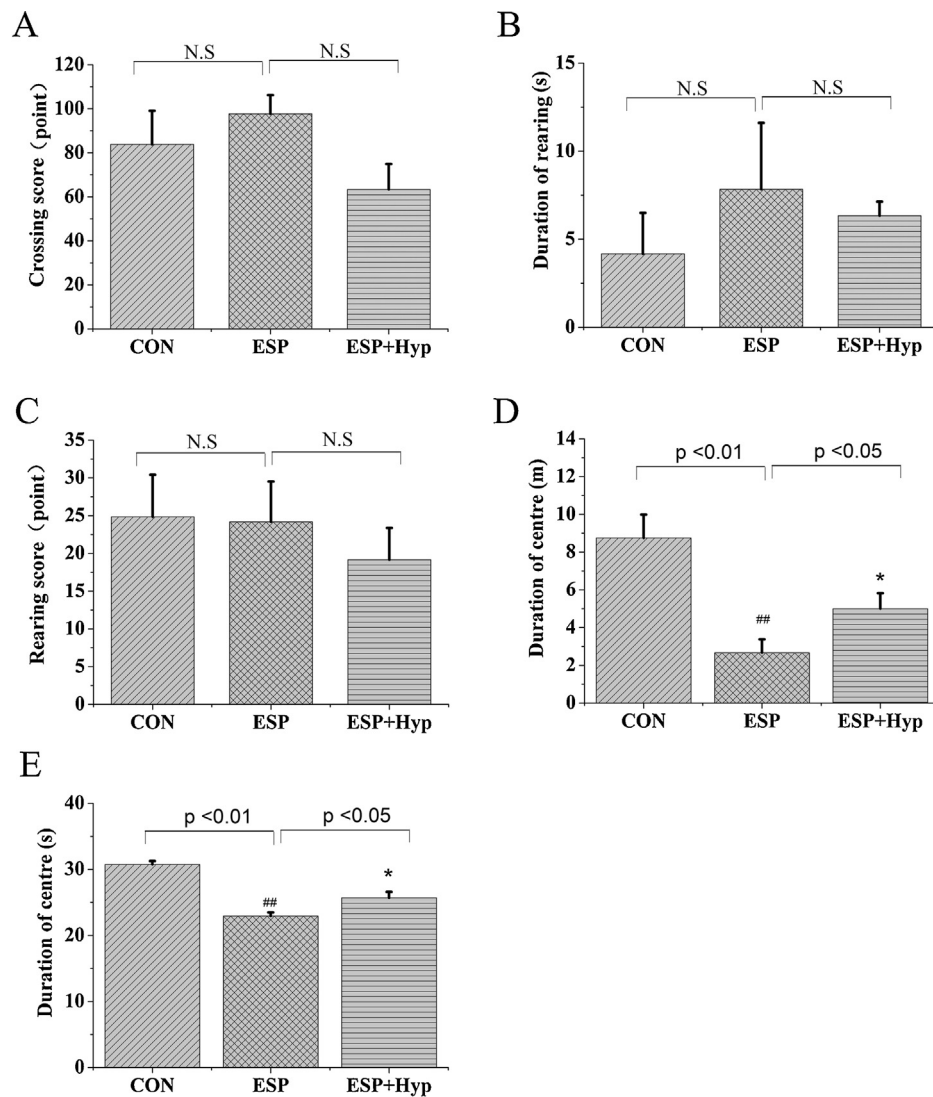 A
N.S
N.S
120
100
80
60
40
20
0
Crossing score（point）
CON
ESP
ESP+Hyp
B
N.S
N.S
15
10
5
0
Duration of rearing (s)
CON
ESP
ESP+Hyp
C
N.S
N.S
35
30
25
20
15
10
5
0
Rearing score（point）
CON
ESP
ESP+Hyp
D
p <0.01
p <0.05
14
12
10
8
6
4
2
0
Duration of centre (m)
##
*
CON
ESP
ESP+Hyp
E
p <0.01
p <0.05
40
30
20
10
0
Duration of centre (s)
##
*
CON
ESP
ESP+Hyp